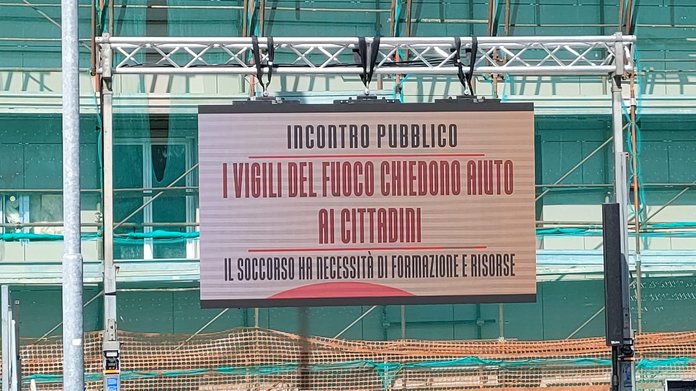 INCONTRO PUBBLICO
I VIGILI DEL FUOCO CHIEDONO AIUTO
AI CITTADINI
IL SOCCORSO HA NECESSITÀ DI FORMAZIONE E RISORSE